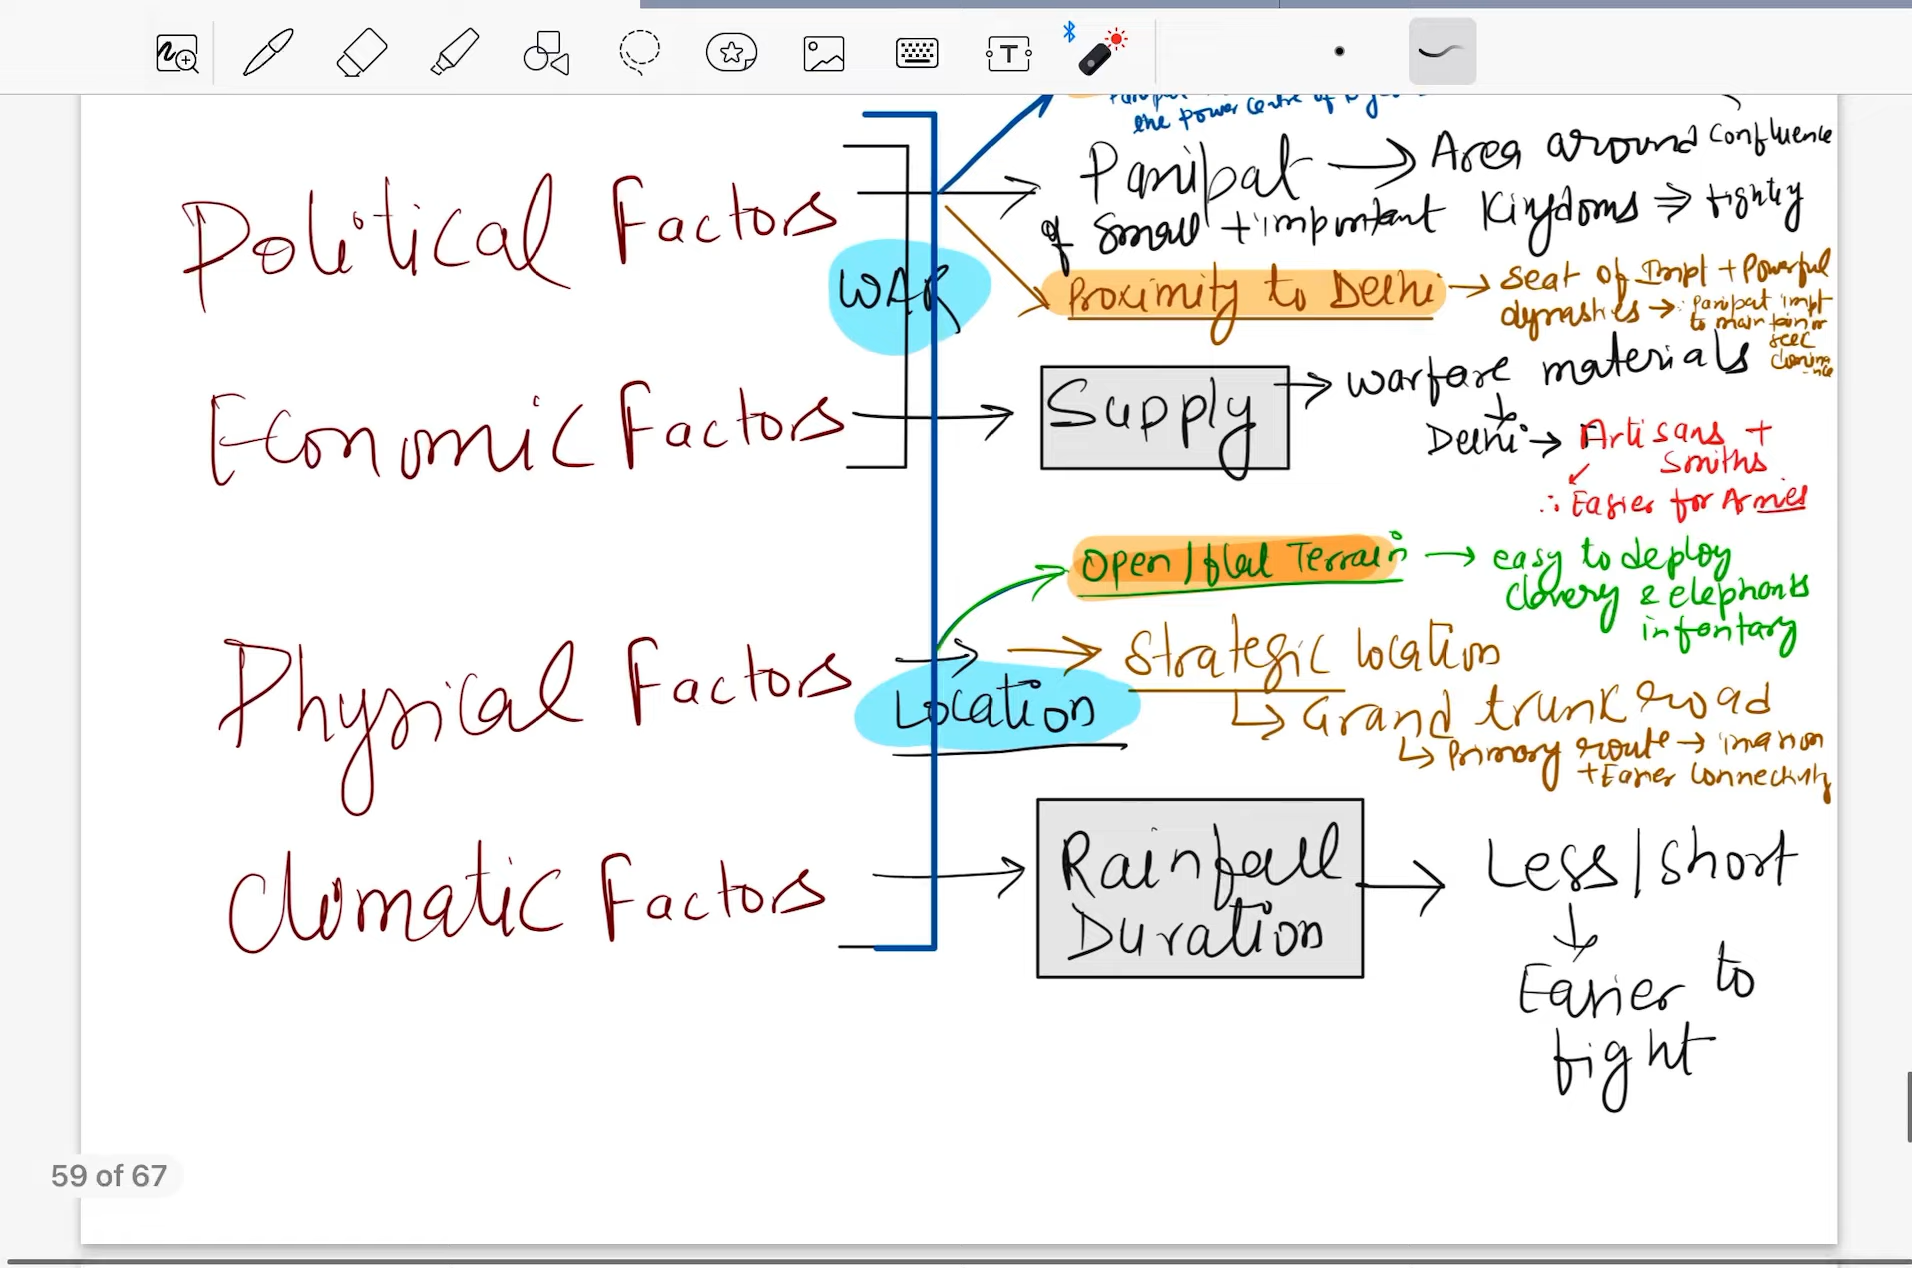 the power centre of
Political Factors
Panipat → Area around confluence
of small + important Kingdoms ⇒ fighty
WAR
Proximity to Delhi → Seat of Impt + Powerful
dynasties → ∴ Panipat impt
to maintain or
seek
Economic Factors
Supply → warfare materials
Delhi → Artisans +
Smiths
∴ Easier for Armies
Open / flat Terrain → easy to deploy
& elephants
infantary
Physical Factors
Location
Strategic location
Grand trunk road
Primary route →
+ Easier connectivity
Climatic Factors
Rainfall
Duration
Less / Short
Easier to
fight
59 of 67